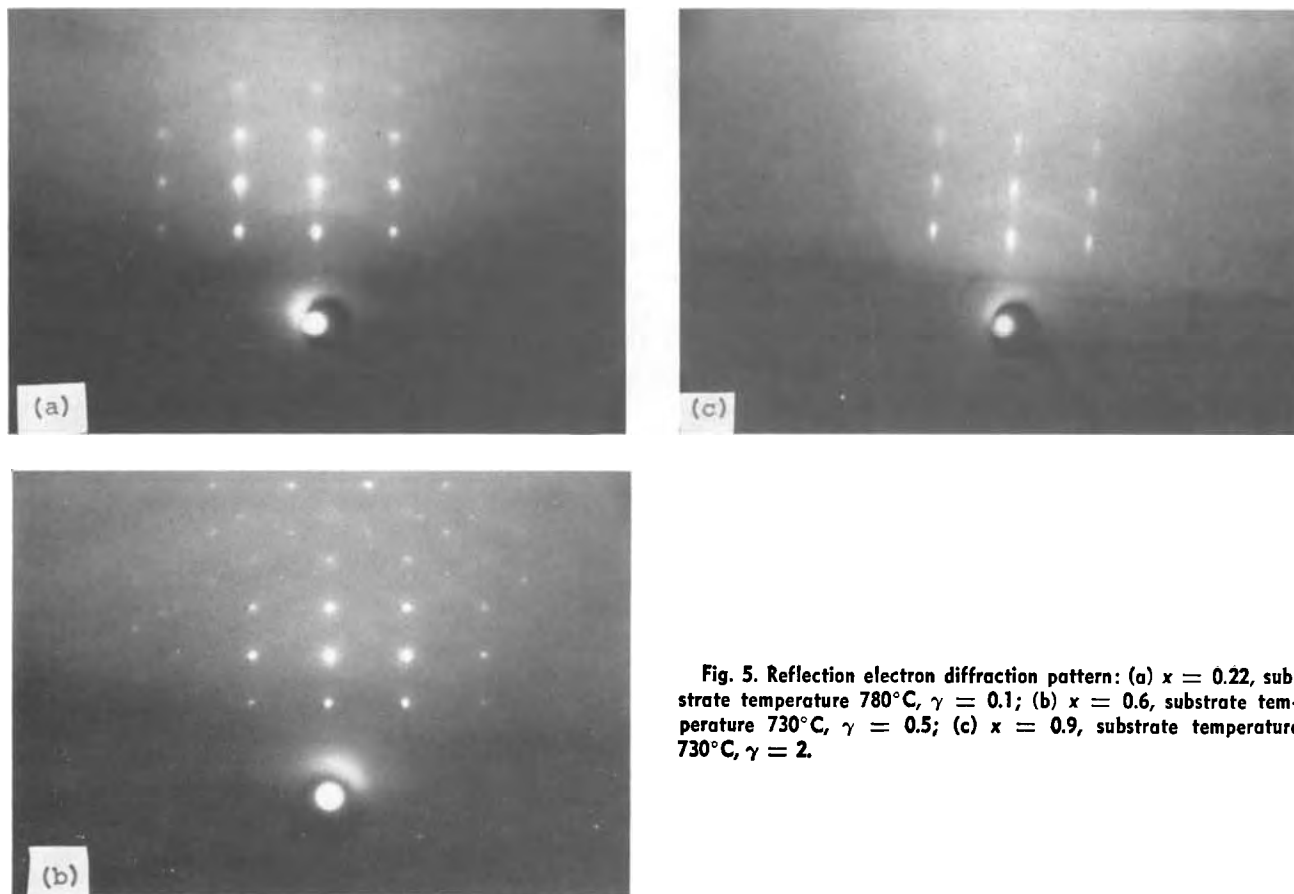 (a)
(c)
(b)
Fig. 5. Reflection electron diffraction pattern: (a) x = 0.22, sub-
strate temperature 780°C, γ = 0.1; (b) x = 0.6, substrate tem-
perature 730°C, γ = 0.5; (c) x = 0.9, substrate temperature
730°C, γ = 2.